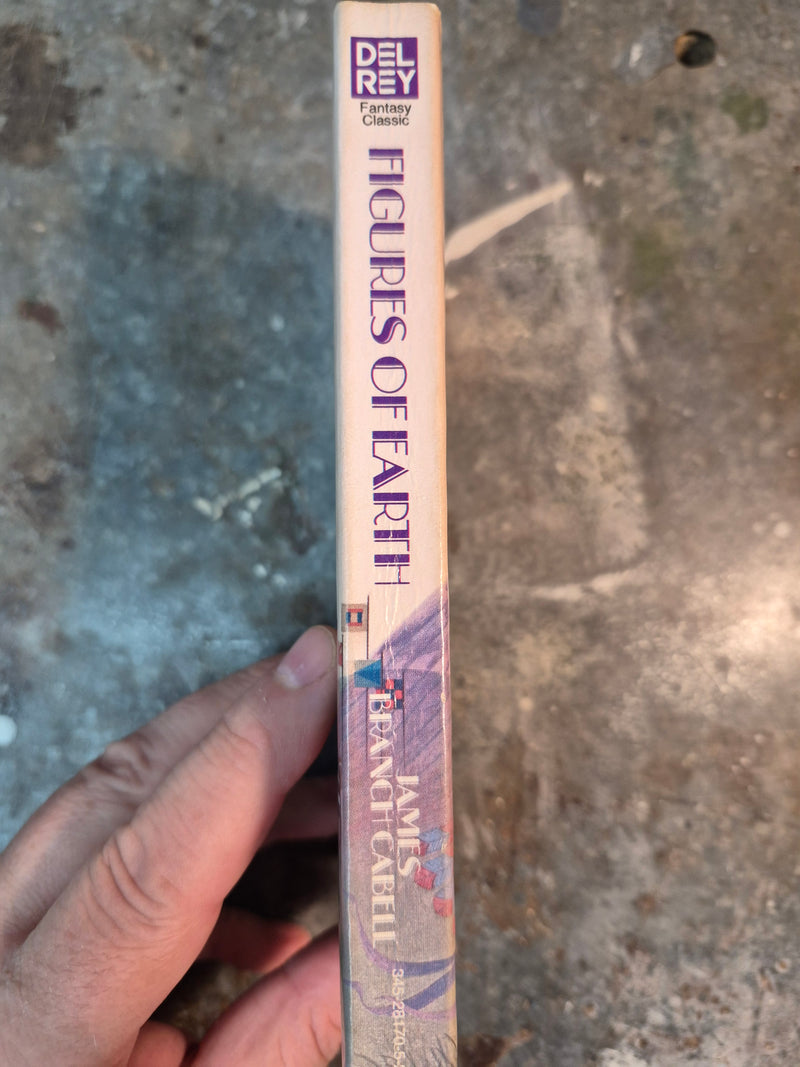 DEL
REY
Fantasy
Classic
FIGURES OF EARTH
JAMES
BRANCH CABELL
345-28170-5-